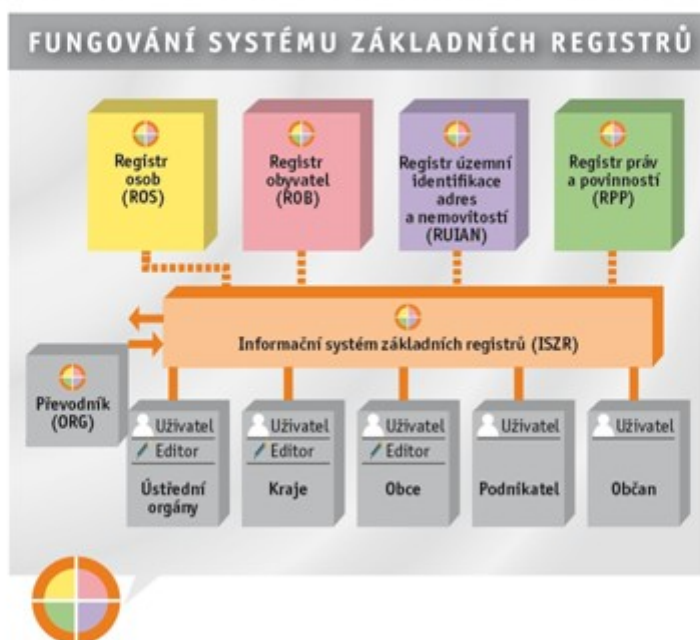 FUNGOVÁNÍ SYSTÉMU ZÁKLADNÍCH REGISTRŮ
Registr
osob
(ROS)
Registr
obyvatel
(ROB)
Registr územní
identifikace
adres
a nemovitostí
(RUIAN)
Registr práv
a povinností
(RPP)
Informační systém základních registrů (ISZR)
Převodník
(ORG)
Uživatel
Editor
Ústřední
orgány
Uživatel
Editor
Kraje
Uživatel
Editor
Obce
Uživatel
Podnikatel
Uživatel
Občan